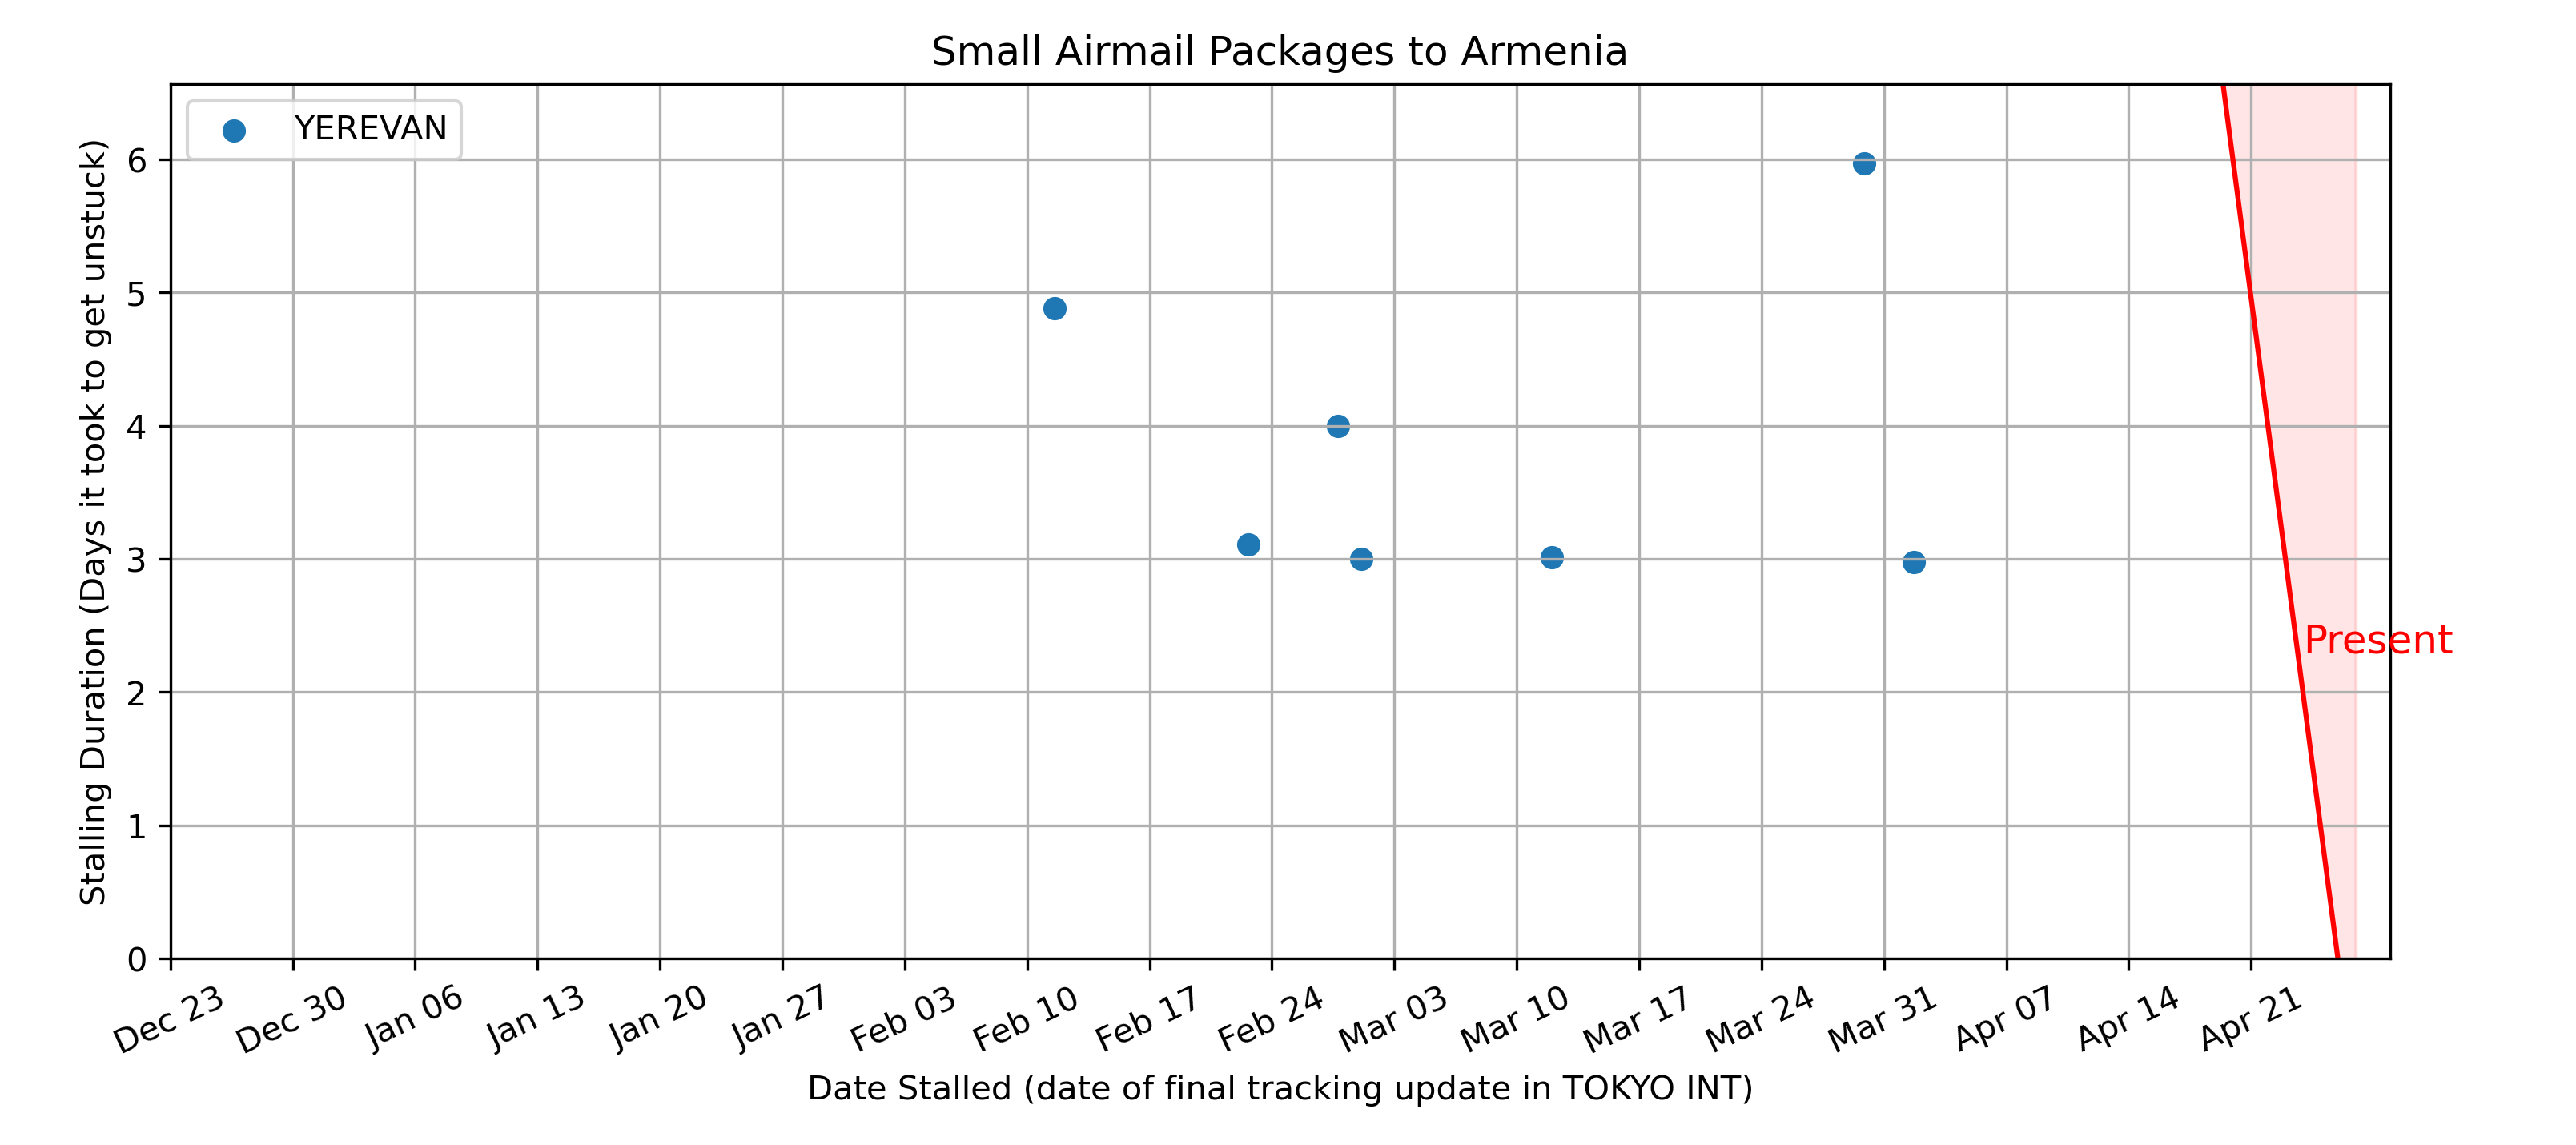 Small Airmail Packages to Armenia
YEREVAN
Stalling Duration (Days it took to get unstuck)
6
5
4
3
2
1
0
Present
Dec 23
Dec 30
Jan 06
Jan 13
Jan 20
Jan 27
Feb 03
Feb 10
Feb 17
Feb 24
Mar 03
Mar 10
Mar 17
Mar 24
Mar 31
Apr 07
Apr 14
Apr 21
Date Stalled (date of final tracking update in TOKYO INT)